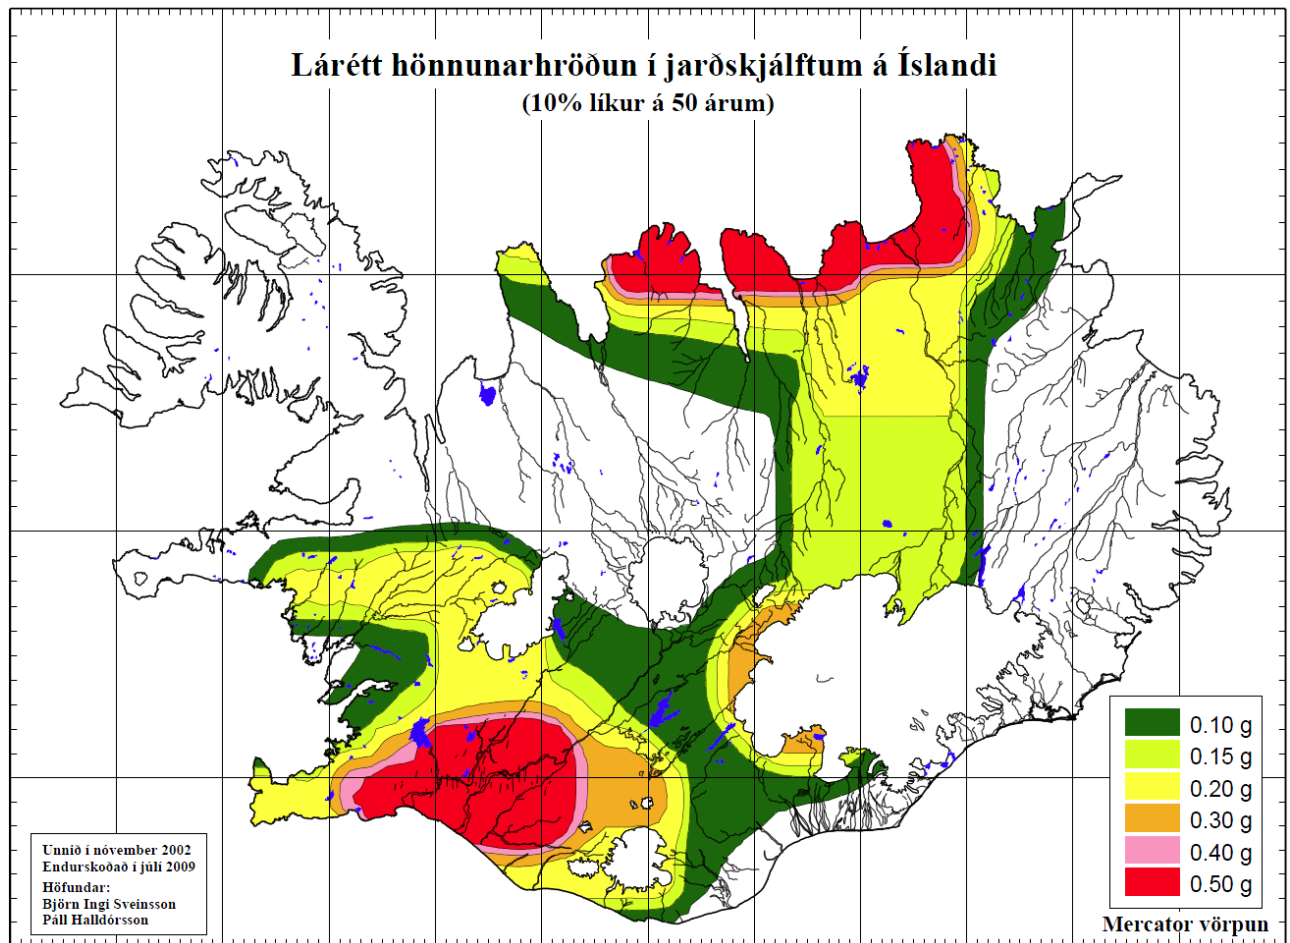 Lárétt hönnunarhröðun í jarðskjálftum á Íslandi
(10% líkur á 50 árum)
0.10 g
0.15 g
0.20 g
0.30 g
0.40 g
0.50 g
Mercator vörpun
Unnið í nóvember 2002
Endurskoðað í júlí 2009
Höfundar:
Björn Ingi Sveinsson
Páll Halldórsson